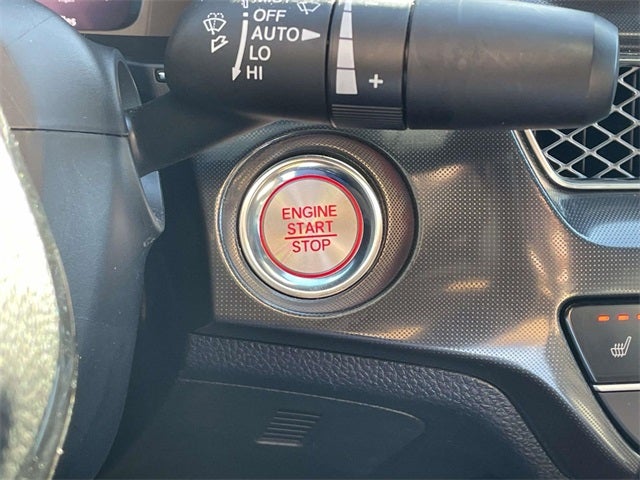 OFF
AUTO
LO
HI
+
ENGINE
START
STOP